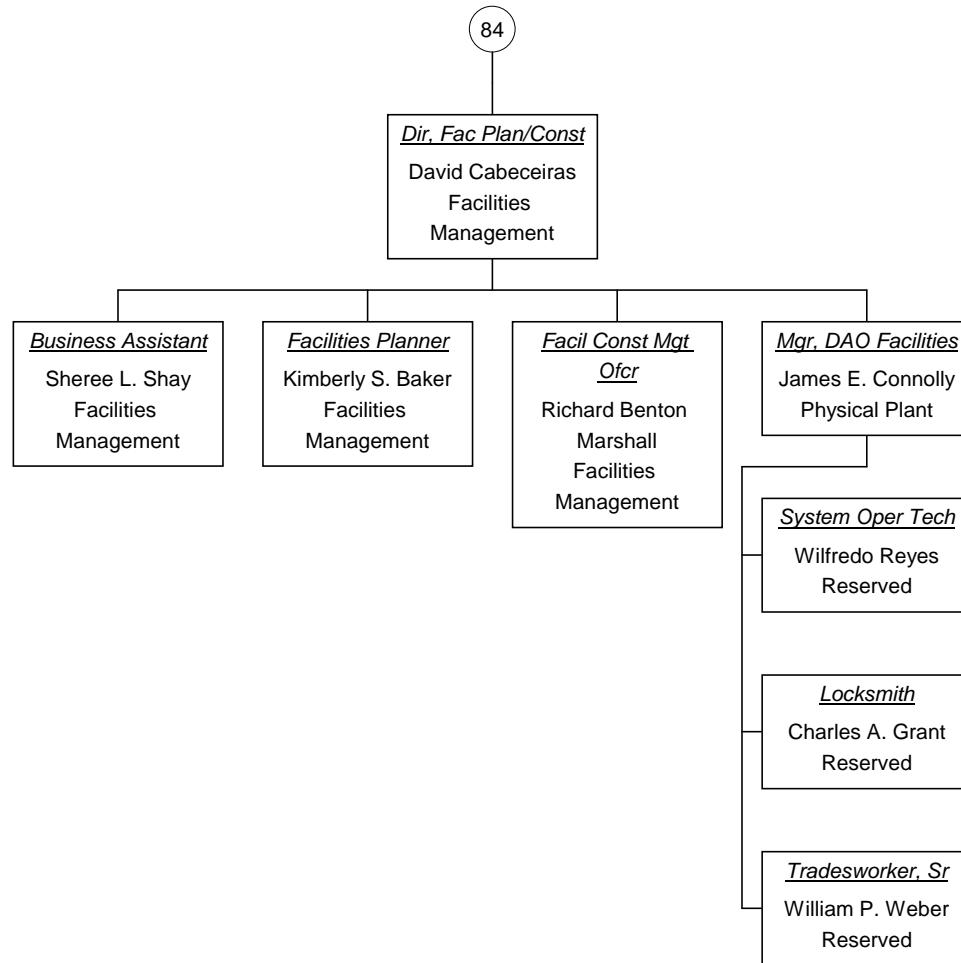 84
Dir, Fac Plan/Const
David Cabeceiras
Facilities
Management
Business Assistant
Sheree L. Shay
Facilities
Management
Facilities Planner
Kimberly S. Baker
Facilities
Management
Facil Const Mgt
Ofcr
Richard Benton
Marshall
Facilities
Management
Mgr, DAO Facilities
James E. Connolly
Physical Plant
System Oper Tech
Wilfredo Reyes
Reserved
Locksmith
Charles A. Grant
Reserved
Tradesworker, Sr
William P. Weber
Reserved